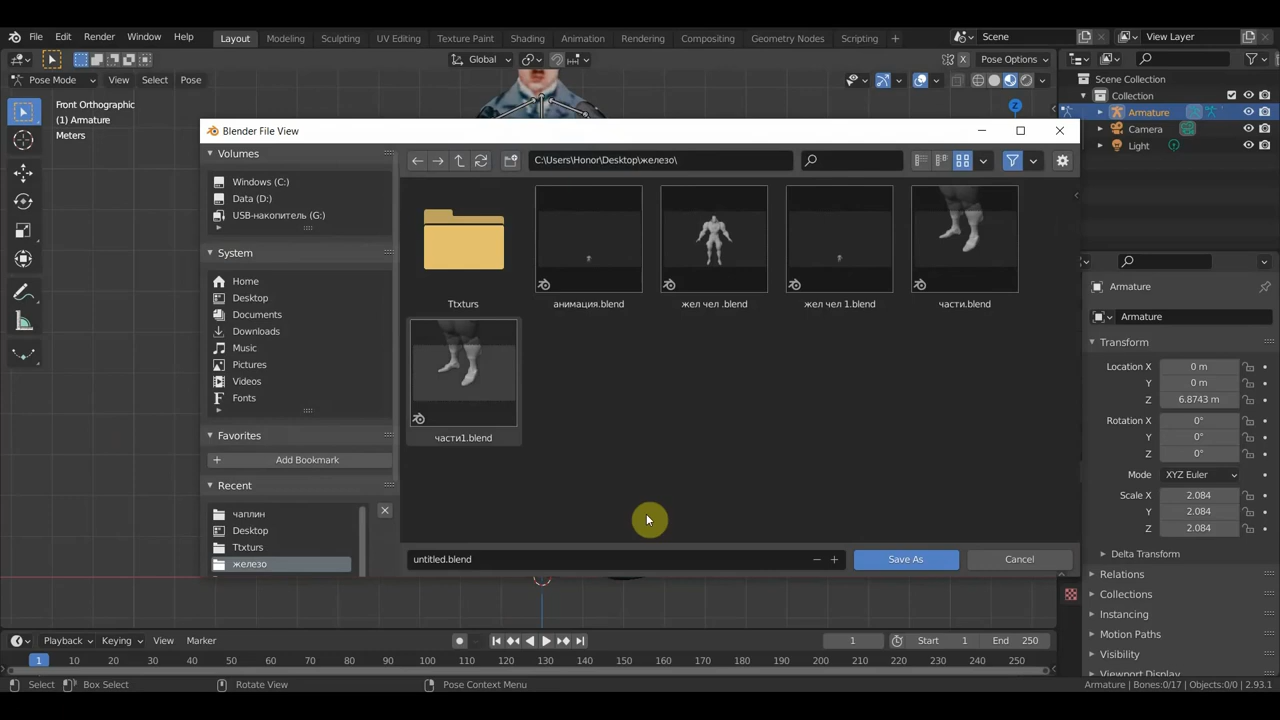 File Edit Render Window Help Layout Modeling Sculpting UV Editing Texture Paint Shading Animation Rendering Compositing Geometry Nodes Scripting + Scene View Layer
Global Pose Options
Pose Mode View Select Pose Scene Collection
Front Orthographic
(1) Armature
Meters
Collection
Armature
Camera
Light
Z
Blender File View
Volumes
C:\Users\Honor\Desktop\железо\
Windows (C:)
Data (D:)
USB-накопитель (G:)
System
Home
Desktop
Documents
Downloads
Music
Pictures
Videos
Fonts
Favorites
Add Bookmark
Recent
чаплин
Desktop
Ttxturs
железо
Ttxturs анимация.blend жел чел .blend жел чел 1.blend части.blend
части1.blend
untitled.blend Save As Cancel
Armature
Armature
Transform
Location X 0 m
Y 0 m
Z 6.8743 m
Rotation X 0°
Y 0°
Z 0°
Mode XYZ Euler
Scale X 2.084
Y 2.084
Z 2.084
Delta Transform
Relations
Collections
Instancing
Motion Paths
Visibility
Viewport Display
Playback Keying View Marker 1 Start 1 End 250
1 10 20 30 40 50 60 70 80 90 100 110 120 130 140 150 160 170 180 190 200 210 220 230 240 250
Select Box Select Rotate View Pose Context Menu Armature | Bones:0/17 | Objects:0/0 | 2.93.1